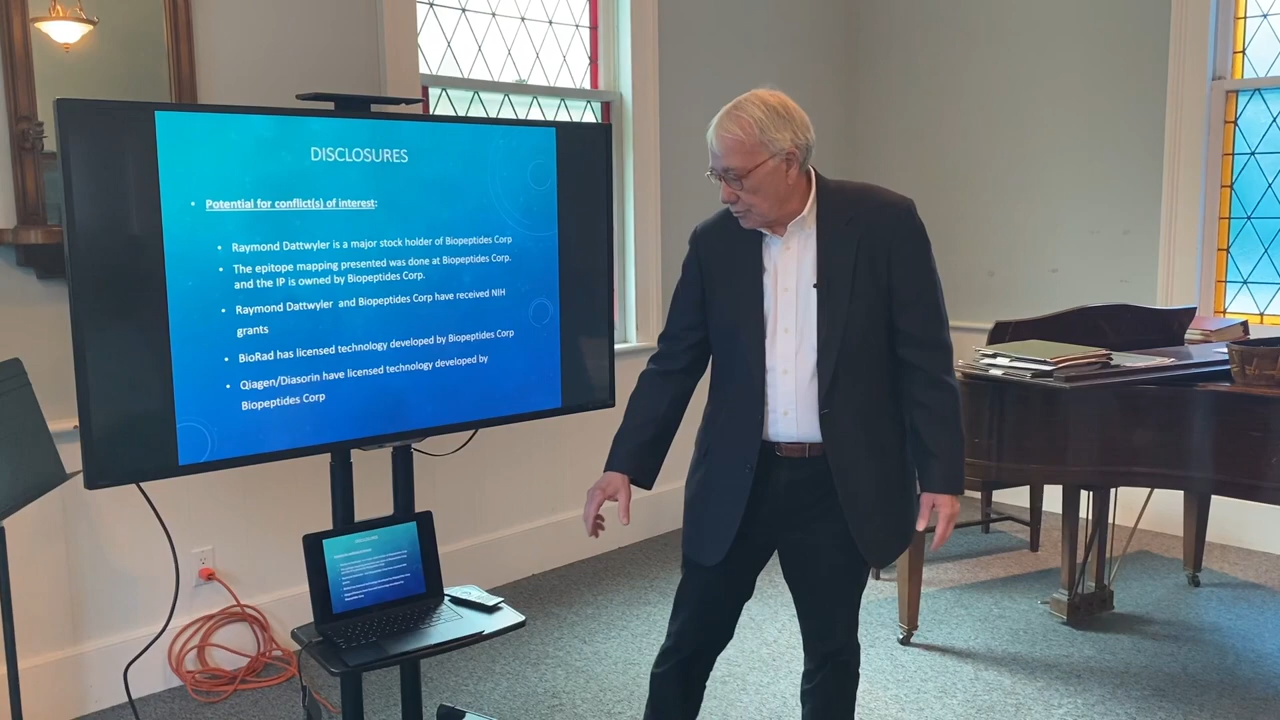 DISCLOSURES
• Potential for conflict(s) of interest:
• Raymond Dattwyler is a major stock holder of Biopeptides Corp
• The epitope mapping presented was done at Biopeptides Corp.
and the IP is owned by Biopeptides Corp.
• Raymond Dattwyler and Biopeptides Corp have received NIH
grants
• BioRad has licensed technology developed by Biopeptides Corp
• Qiagen/Diasorin have licensed technology developed by
Biopeptides Corp
DISCLOSURES